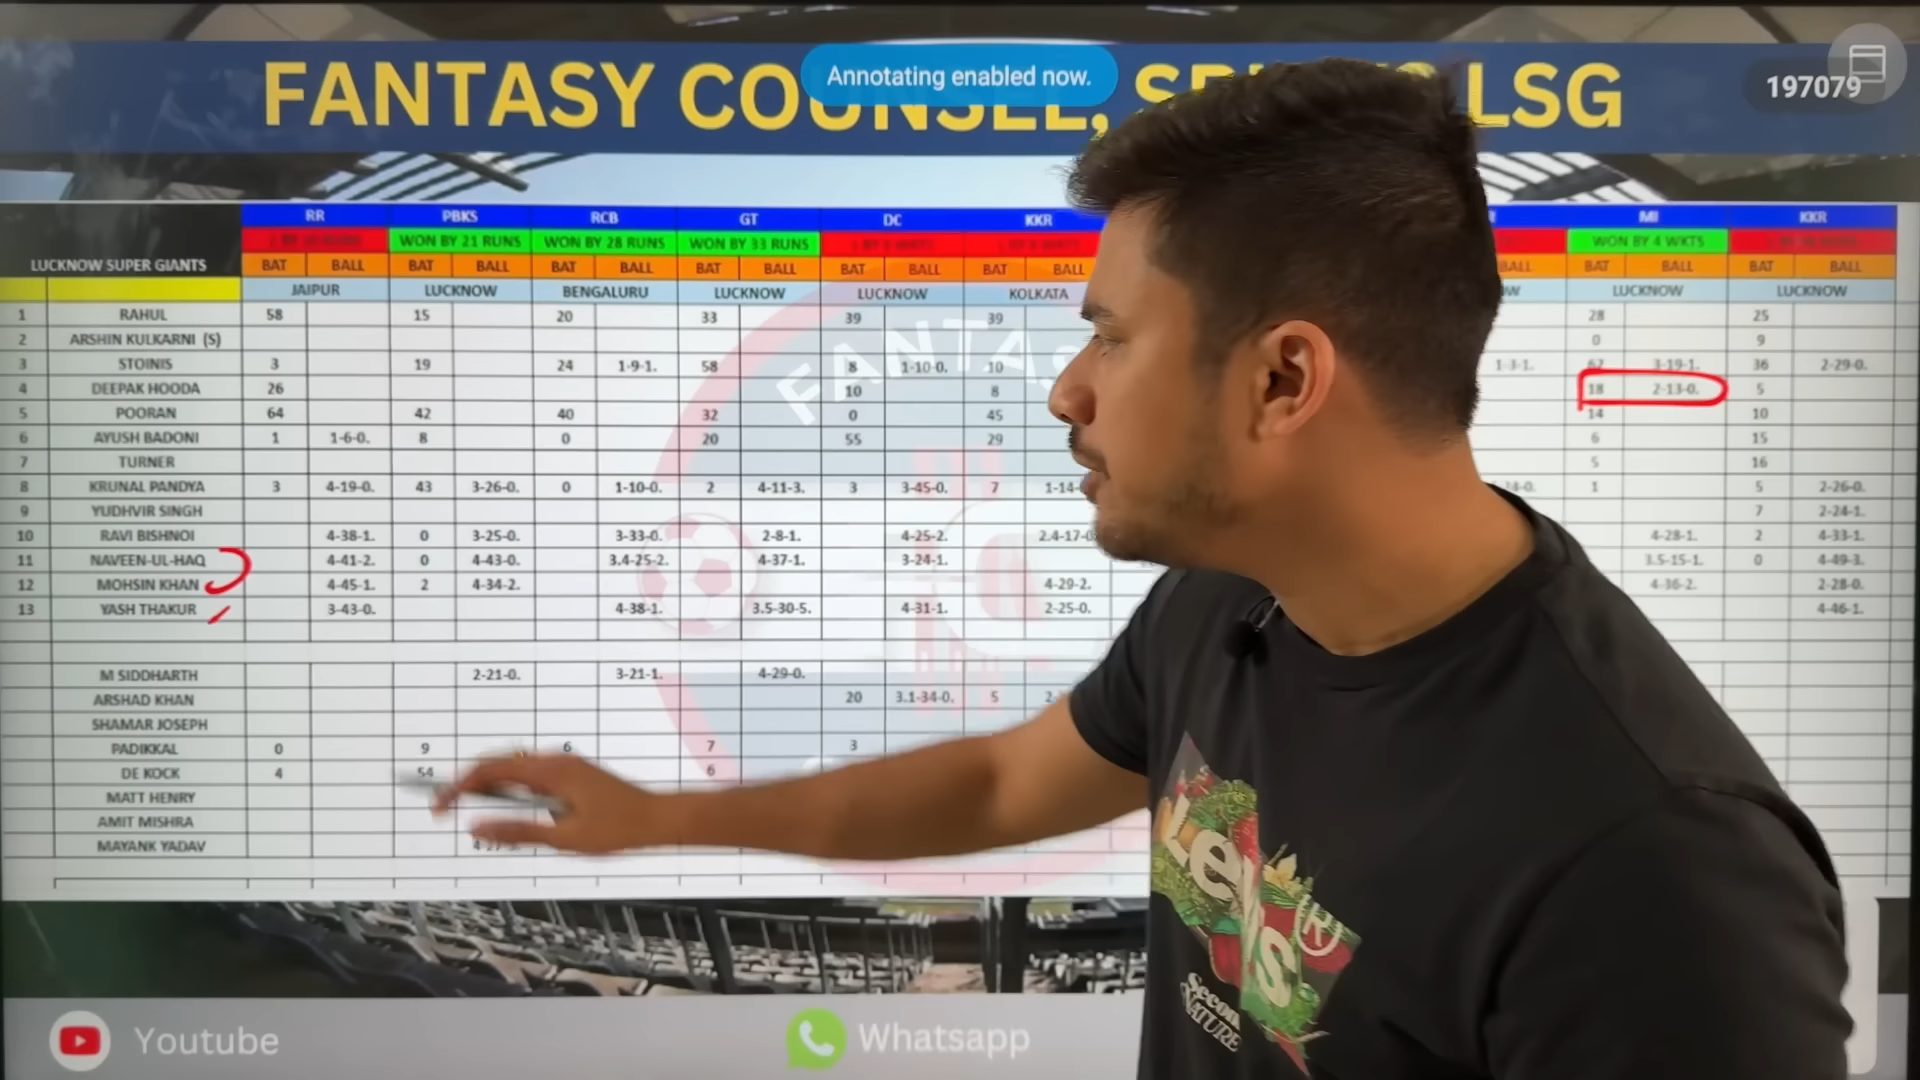 Annotating enabled now.
FANTASY COUNSEL, LSG
197079
RR PBKS RCB GT DC KKR MI KKR
WON BY 21 RUNS WON BY 28 RUNS WON BY 33 RUNS WON BY 4 WKTS
LUCKNOW SUPER GIANTS BAT BALL BAT BALL BAT BALL BAT BALL BAT BALL BAT BALL BALL BAT BALL BAT BALL
JAIPUR LUCKNOW BENGALURU LUCKNOW LUCKNOW KOLKATA LUCKNOW LUCKNOW
1 RAHUL 58 15 20 33 39 39 28 25
2 ARSHIN KULKARNI (S) 0 9
3 STOINIS 3 19 24 1-9-1. 58 8 1-10-0. 10 1-3-1. 62 3-19-1. 36 2-29-0.
4 DEEPAK HOODA 26 10 8 18 2-13-0. 5
5 POORAN 64 42 40 32 0 45 14 10
6 AYUSH BADONI 1 1-6-0. 8 0 20 55 29 6 15
7 TURNER 5 16
8 KRUNAL PANDYA 3 4-19-0. 43 3-26-0. 0 1-10-0. 2 4-11-3. 3 3-45-0. 7 1-14- 1 5 2-26-0.
9 YUDHVIR SINGH 7 2-24-1.
10 RAVI BISHNOI 4-38-1. 0 3-25-0. 3-33-0. 2-8-1. 4-25-2. 2.4-17-0 4-28-1. 2 4-33-1.
11 NAVEEN-UL-HAQ 4-41-2. 0 4-43-0. 3.4-25-2. 4-37-1. 3-24-1. 3.5-15-1. 0 4-49-3.
12 MOHSIN KHAN 4-45-1. 2 4-34-2. 4-29-2. 4-36-2. 2-28-0.
13 YASH THAKUR 3-43-0. 4-38-1. 3.5-30-5. 4-31-1. 2-25-0. 4-46-1.
M SIDDHARTH 2-21-0. 3-21-1. 4-29-0.
ARSHAD KHAN 20 3.1-34-0. 5 2-
SHAMAR JOSEPH
PADIKKAL 0 9 6 7 3
DE KOCK 4 54 6
MATT HENRY
AMIT MISHRA
MAYANK YADAV
FANTAS
Levi's®
Second
NATURE
Youtube
Whatsapp